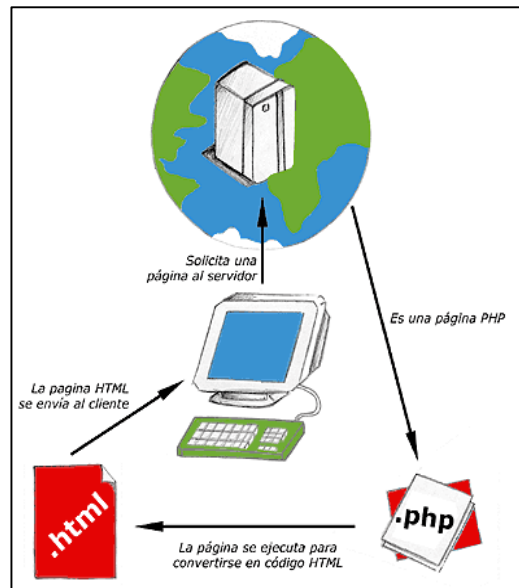 Solicita una
página al servidor
Es una página PHP
La pagina HTML
se envía al cliente
.html
.php
La página se ejecuta para
convertirse en código HTML